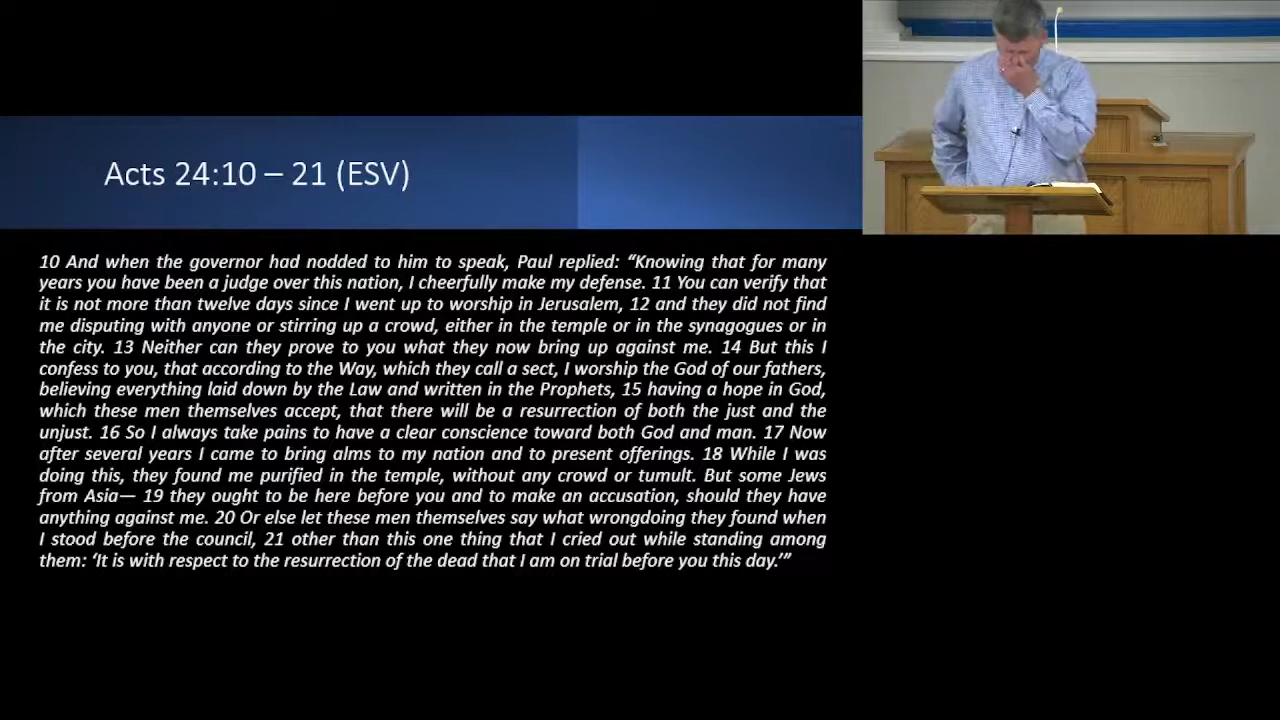 Acts 24:10 – 21 (ESV)
10 And when the governor had nodded to him to speak, Paul replied: “Knowing that for many
years you have been a judge over this nation, I cheerfully make my defense. 11 You can verify that
it is not more than twelve days since I went up to worship in Jerusalem, 12 and they did not find
me disputing with anyone or stirring up a crowd, either in the temple or in the synagogues or in
the city. 13 Neither can they prove to you what they now bring up against me. 14 But this I
confess to you, that according to the Way, which they call a sect, I worship the God of our fathers,
believing everything laid down by the Law and written in the Prophets, 15 having a hope in God,
which these men themselves accept, that there will be a resurrection of both the just and the
unjust. 16 So I always take pains to have a clear conscience toward both God and man. 17 Now
after several years I came to bring alms to my nation and to present offerings. 18 While I was
doing this, they found me purified in the temple, without any crowd or tumult. But some Jews
from Asia— 19 they ought to be here before you and to make an accusation, should they have
anything against me. 20 Or else let these men themselves say what wrongdoing they found when
I stood before the council, 21 other than this one thing that I cried out while standing among
them: ‘It is with respect to the resurrection of the dead that I am on trial before you this day.’”